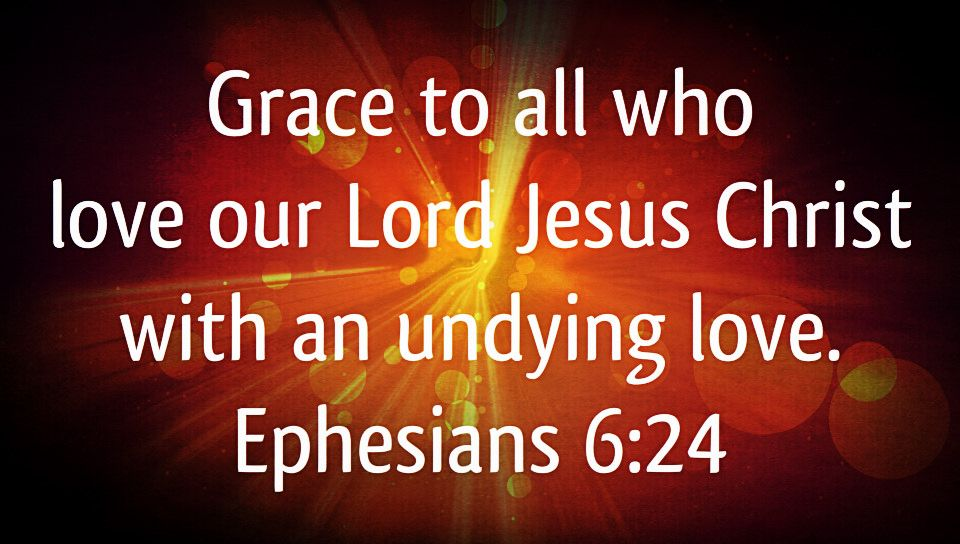 Grace to all who
love our Lord Jesus Christ
with an undying love.
Ephesians 6:24